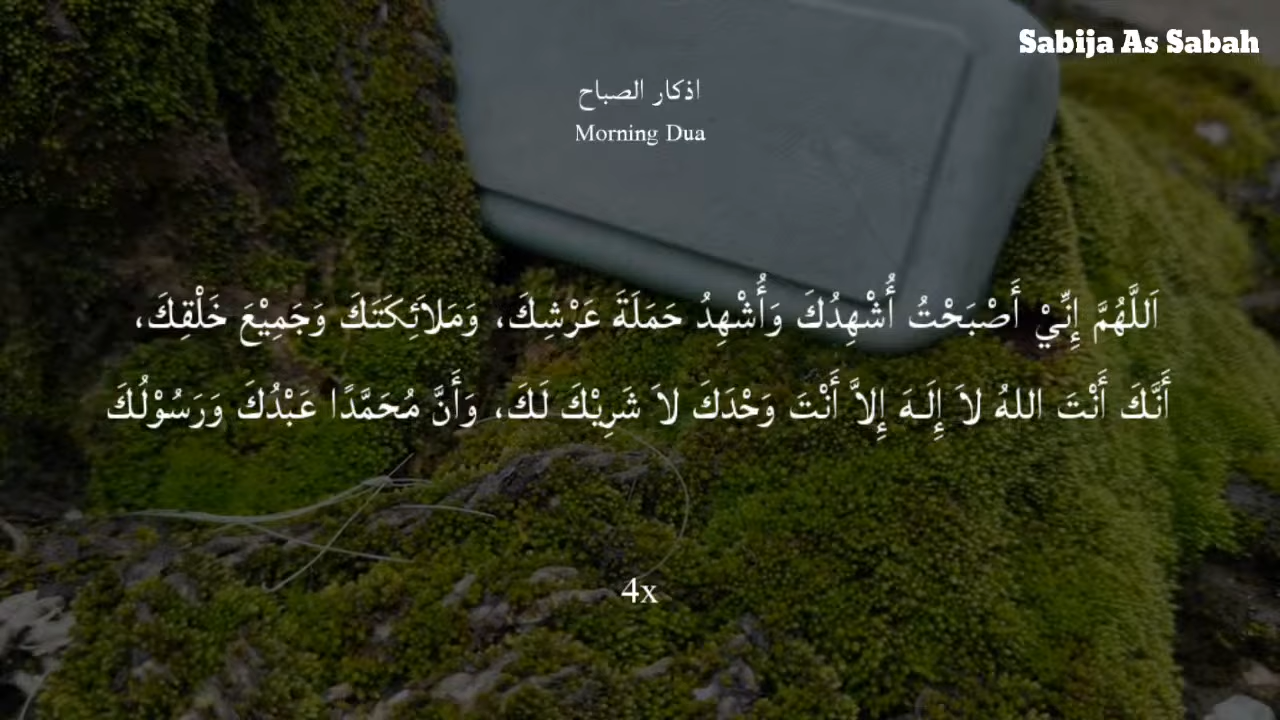 Sabija As Sabah
اذكار الصباح
Morning Dua
اَللَّهُمَّ إِنِّيْ أَصْبَحْتُ أُشْهِدُكَ وَأُشْهِدُ حَمَلَةَ عَرْشِكَ، وَمَلاَئِكَتَكَ وَجَمِيْعَ خَلْقِكَ،
أَنَّكَ أَنْتَ اللهُ لاَ إِلَـهَ إِلاَّ أَنْتَ وَحْدَكَ لاَ شَرِيْكَ لَكَ، وَأَنَّ مُحَمَّدًا عَبْدُكَ وَرَسُوْلُكَ
4x